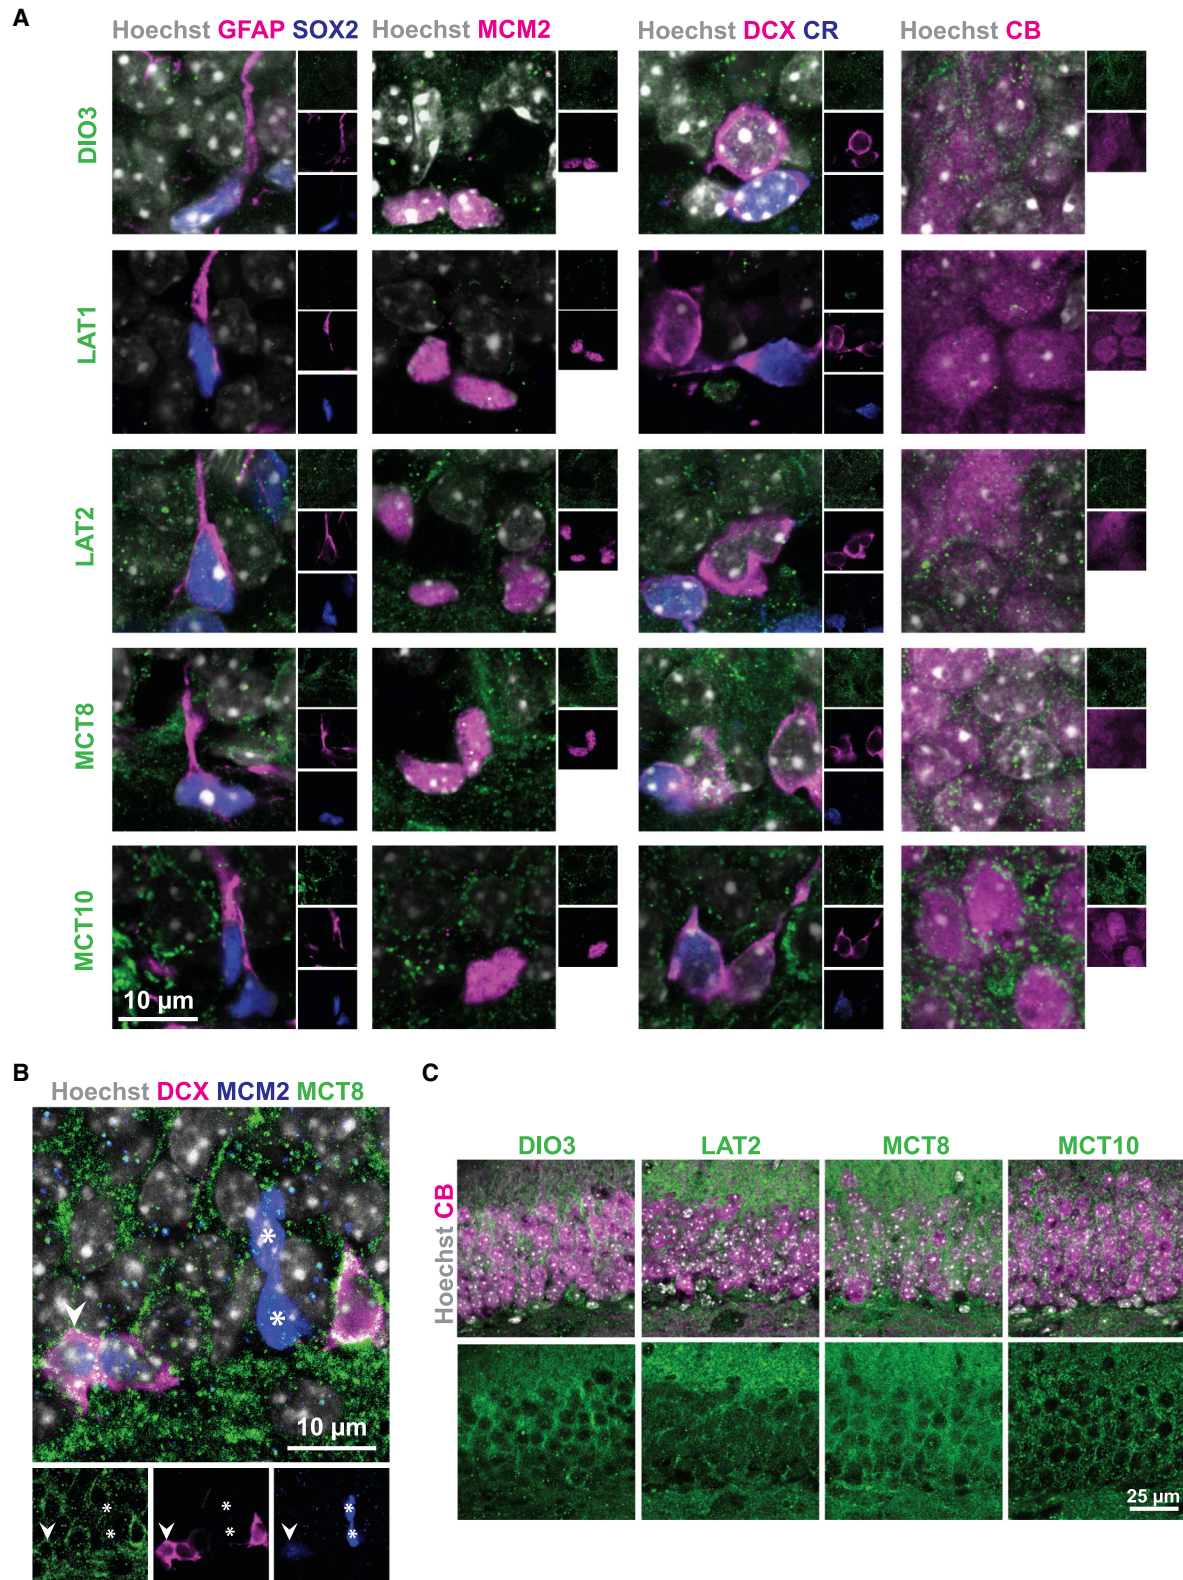 A
Hoechst GFAP SOX2
Hoechst MCM2
Hoechst DCX CR
Hoechst CB
DIO3
LAT1
LAT2
MCT8
MCT10
10 µm
B
Hoechst DCX MCM2 MCT8
*
*
10 µm
*
*
*
*
*
*
C
DIO3
LAT2
MCT8
MCT10
Hoechst CB
25 µm